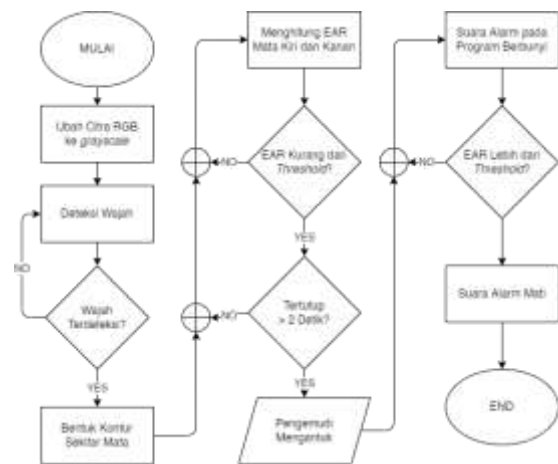 MULAI
Ubah Citra RGB
ke grayscale
Deteksi Wajah
NO
Wajah
Terdeteksi?
YES
Bentuk Kontur
Sekitar Mata
Menghitung EAR
Mata Kiri dan Kanan
NO
EAR Kurang dari
Threshold?
YES
NO
Tertutup
> 2 Detik?
YES
Pengemudi
Mengantuk
Suara Alarm pada
Program Berbunyi
NO
EAR Lebih dari
Threshold?
Suara Alarm Mati
END